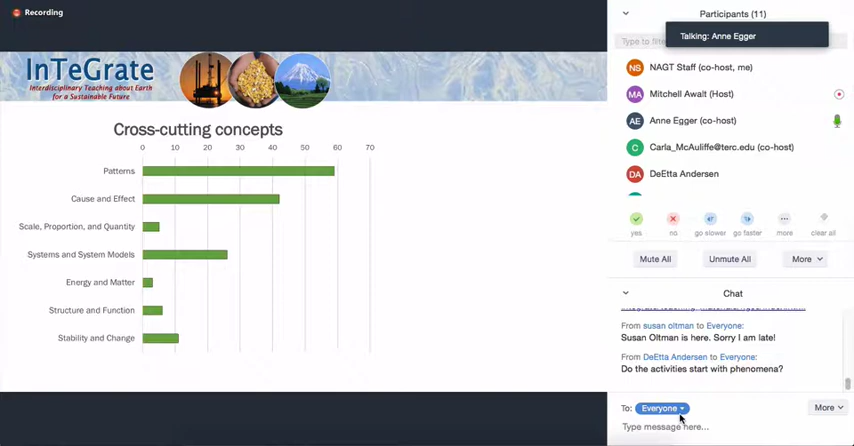 Recording
InTeGrate
Interdisciplinary Teaching about Earth
for a Sustainable Future
Cross-cutting concepts
0 10 20 30 40 50 60 70
Patterns
Cause and Effect
Scale, Proportion, and Quantity
Systems and System Models
Energy and Matter
Structure and Function
Stability and Change
Participants (11)
Talking: Anne Egger
Type to filte
NS NAGT Staff (co-host, me)
MA Mitchell Awalt (Host)
AE Anne Egger (co-host)
C Carla_McAuliffe@terc.edu (co-host)
DA DeEtta Andersen
yes no go slower go faster more clear all
Mute All Unmute All More
Chat
From susan oltman to Everyone:
Susan Oltman is here. Sorry I am late!
From DeEtta Andersen to Everyone:
Do the activities start with phenomena?
To: Everyone More
Type message here...